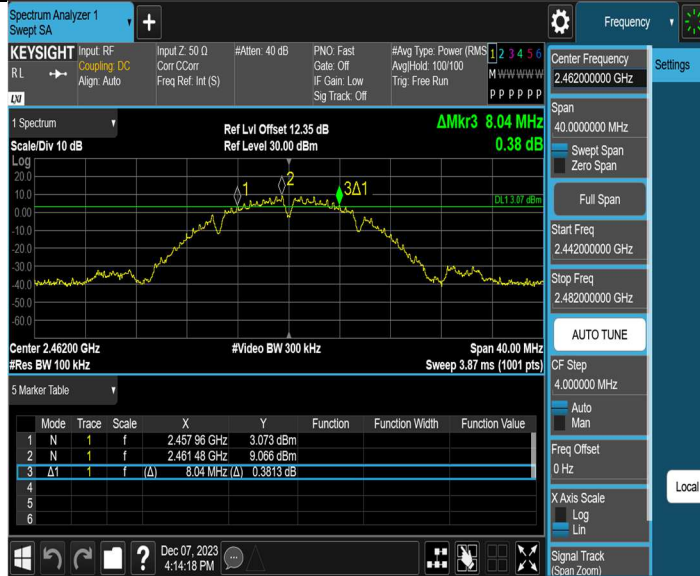 Spectrum Analyzer 1
Swept SA
+
Frequency
KEYSIGHT
RL
LXI
Input: RF
Coupling: DC
Align: Auto
Input Z: 50 Ω
Corr CCorr
Freq Ref: Int (S)
#Atten: 40 dB
PNO: Fast
Gate: Off
IF Gain: Low
Sig Track: Off
#Avg Type: Power (RMS
Avg|Hold: 100/100
Trig: Free Run
1 2 3 4 5 6
M W W W W W
P P P P P P
1 Spectrum
Scale/Div 10 dB
Ref Lvl Offset 12.35 dB
Ref Level 30.00 dBm
ΔMkr3 8.04 MHz
0.38 dB
Log
20.0
10.0
0.00
-10.0
-20.0
-30.0
-40.0
-50.0
-60.0
1
2
3Δ1
DL1 3.07 dBm
Center 2.46200 GHz
#Video BW 300 kHz
Span 40.00 MHz
#Res BW 100 kHz
Sweep 3.87 ms (1001 pts)
5 Marker Table
Mode Trace Scale X Y Function Function Width Function Value
1 N 1 f 2.457 96 GHz 3.073 dBm
2 N 1 f 2.461 48 GHz 9.066 dBm
3 Δ1 1 f (Δ) 8.04 MHz (Δ) 0.3813 dB
4
5
6
?
Dec 07, 2023
4:14:18 PM
Center Frequency
2.462000000 GHz
Span
40.0000000 MHz
Swept Span
Zero Span
Full Span
Start Freq
2.442000000 GHz
Stop Freq
2.482000000 GHz
AUTO TUNE
CF Step
4.000000 MHz
Auto
Man
Freq Offset
0 Hz
X Axis Scale
Log
Lin
Signal Track
(Span Zoom)
Settings
Local